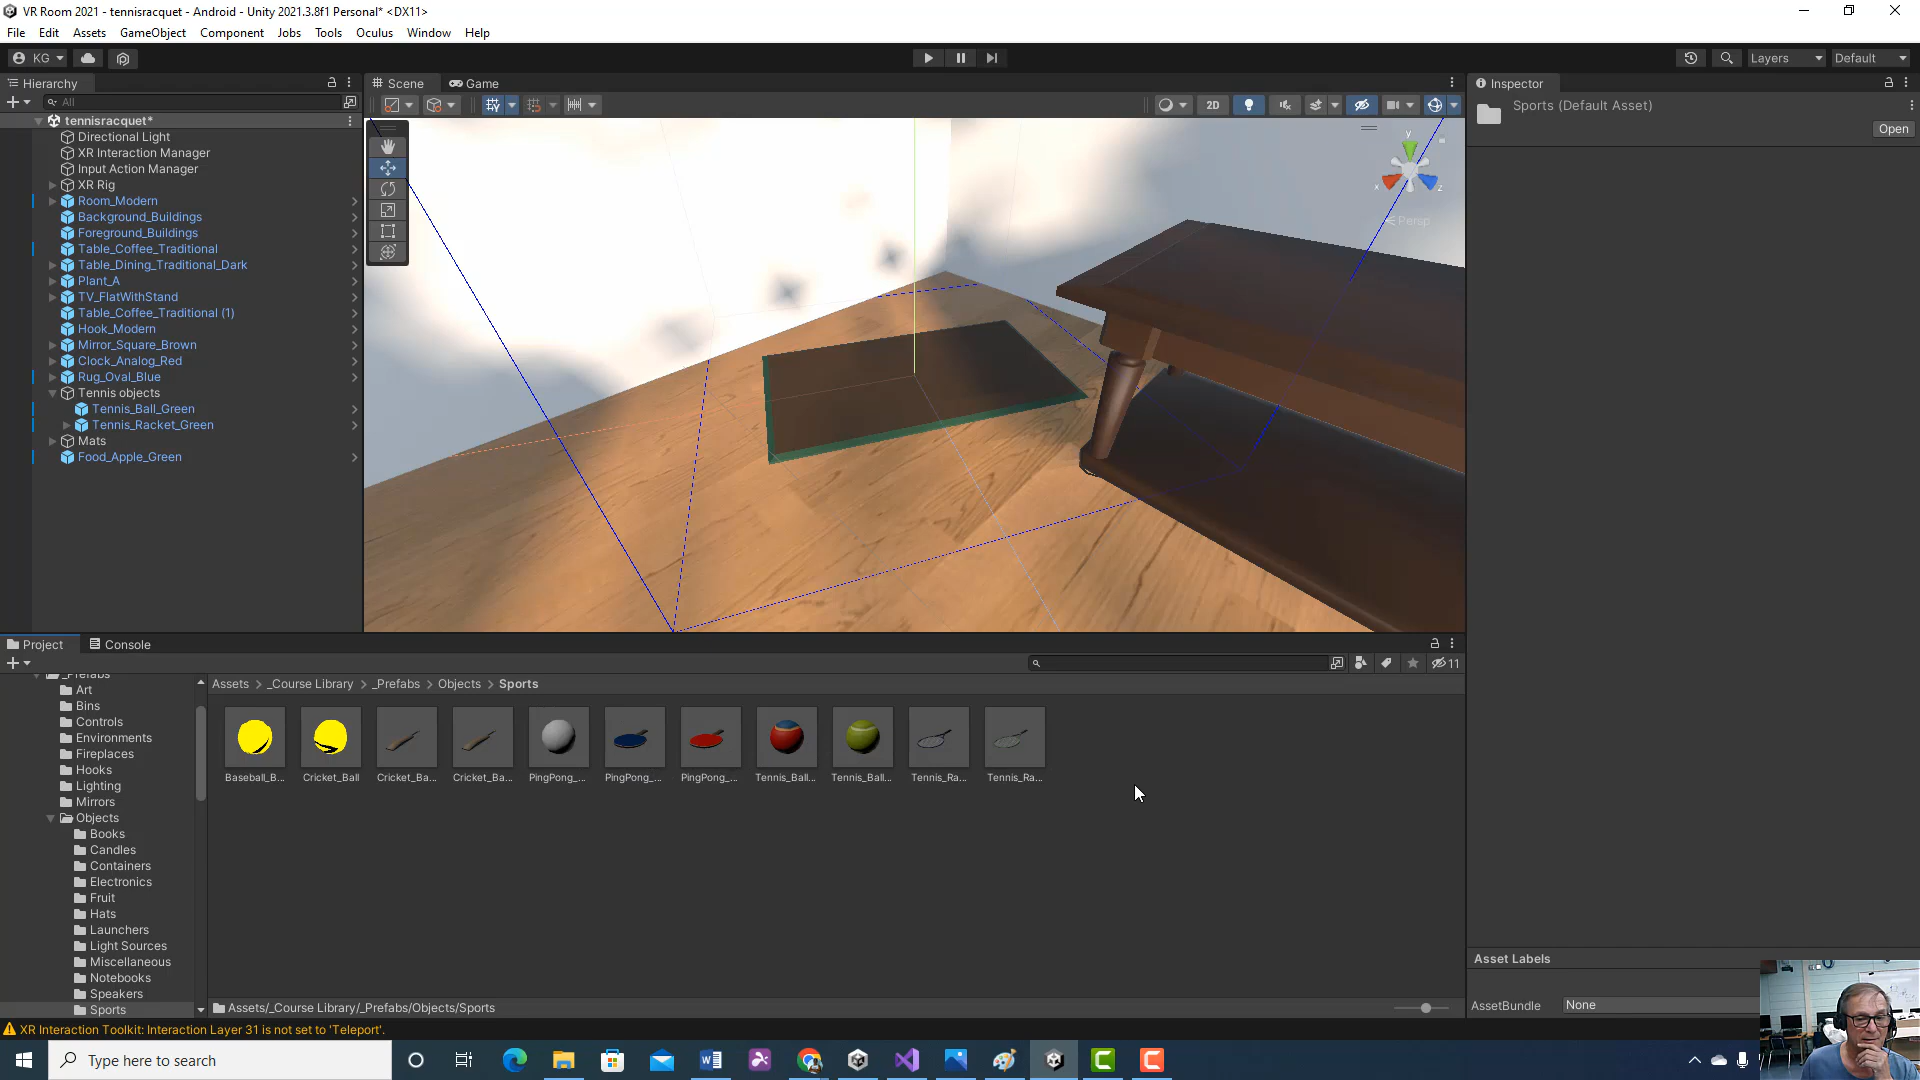 VR Room 2021 - tennisracquet - Android - Unity 2021.3.8f1 Personal* <DX11>
File Edit Assets GameObject Component Jobs Tools Oculus Window Help
KG Layers Default
Hierarchy
All
tennisracquet*
Directional Light
XR Interaction Manager
Input Action Manager
XR Rig
Room_Modern
Background_Buildings
Foreground_Buildings
Table_Coffee_Traditional
Table_Dining_Traditional_Dark
Plant_A
TV_FlatWithStand
Table_Coffee_Traditional (1)
Hook_Modern
Mirror_Square_Brown
Clock_Analog_Red
Rug_Oval_Blue
Tennis objects
Tennis_Ball_Green
Tennis_Racket_Green
Mats
Food_Apple_Green
Scene Game
2D
y
x z
Persp
Inspector
Sports (Default Asset)
Open
Project Console
11
_Prefabs
Art
Bins
Controls
Environments
Fireplaces
Hooks
Lighting
Mirrors
Objects
Books
Candles
Containers
Electronics
Fruit
Hats
Launchers
Light Sources
Miscellaneous
Notebooks
Speakers
Sports
Assets > _Course Library > _Prefabs > Objects > Sports
Baseball_B... Cricket_Ball Cricket_Ba... Cricket_Ba... PingPong_... PingPong_... PingPong_... Tennis_Ball... Tennis_Ball... Tennis_Ra... Tennis_Ra...
Assets/_Course Library/_Prefabs/Objects/Sports
Asset Labels
AssetBundle None
XR Interaction Toolkit: Interaction Layer 31 is not set to 'Teleport'.
Type here to search